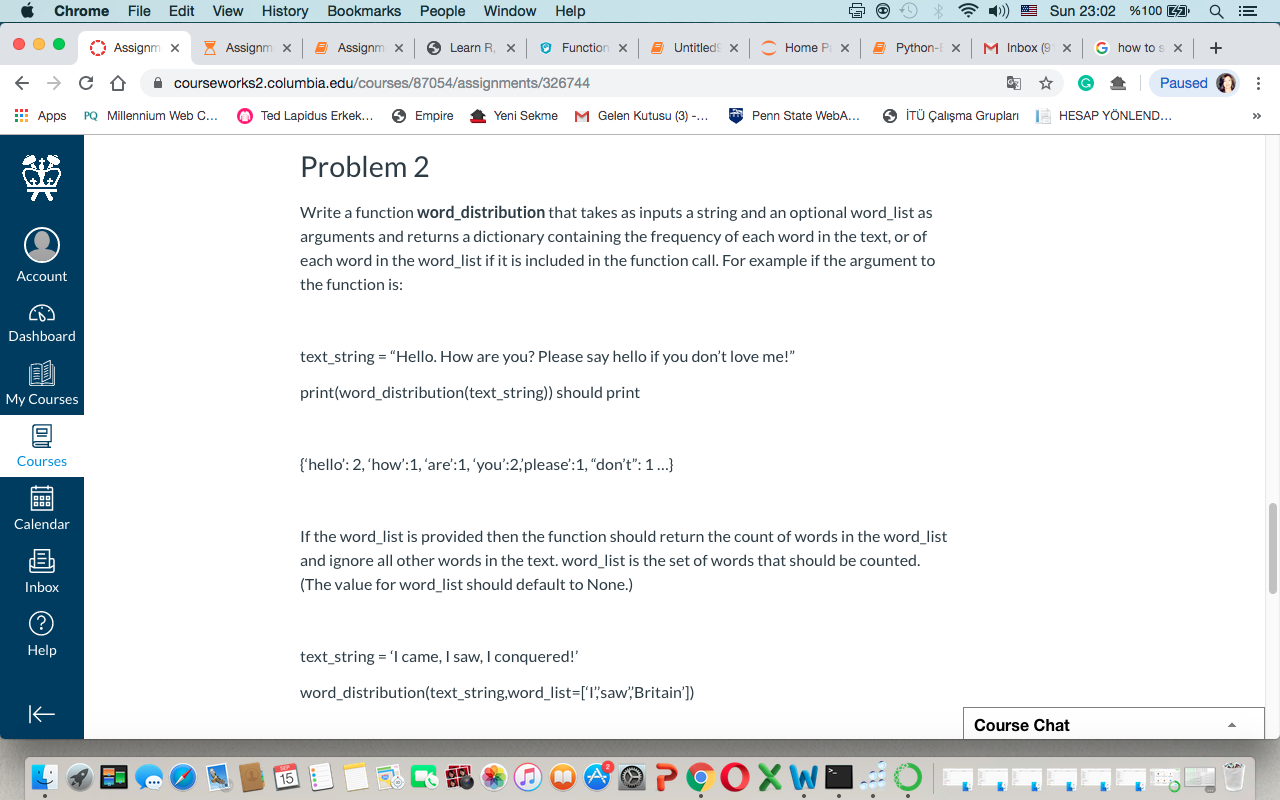 Chrome File Edit View History Bookmarks People Window Help Sun 23:02 %100
Assignm Assignm Assignm Learn R, Function UntitledS Home Pa Python-E Inbox (9 how to s
courseworks2.columbia.edu/courses/87054/assignments/326744 Paused
Apps PQ Millennium Web C... Ted Lapidus Erkek... Empire Yeni Sekme Gelen Kutusu (3) -... Penn State WebA... İTÜ Çalışma Grupları HESAP YÖNLEND... »
Account
Dashboard
My Courses
Courses
Calendar
Inbox
Help
Problem 2
Write a function word_distribution that takes as inputs a string and an optional word_list as
arguments and returns a dictionary containing the frequency of each word in the text, or of
each word in the word_list if it is included in the function call. For example if the argument to
the function is:
text_string = “Hello. How are you? Please say hello if you don’t love me!”
print(word_distribution(text_string)) should print
{‘hello’: 2, ‘how’:1, ‘are’:1, ‘you’:2,’please’:1, “don’t”: 1 …}
If the word_list is provided then the function should return the count of words in the word_list
and ignore all other words in the text. word_list is the set of words that should be counted.
(The value for word_list should default to None.)
text_string = ‘I came, I saw, I conquered!’
word_distribution(text_string,word_list=[‘I’,’saw’,’Britain’])
Course Chat
SEP
15
2